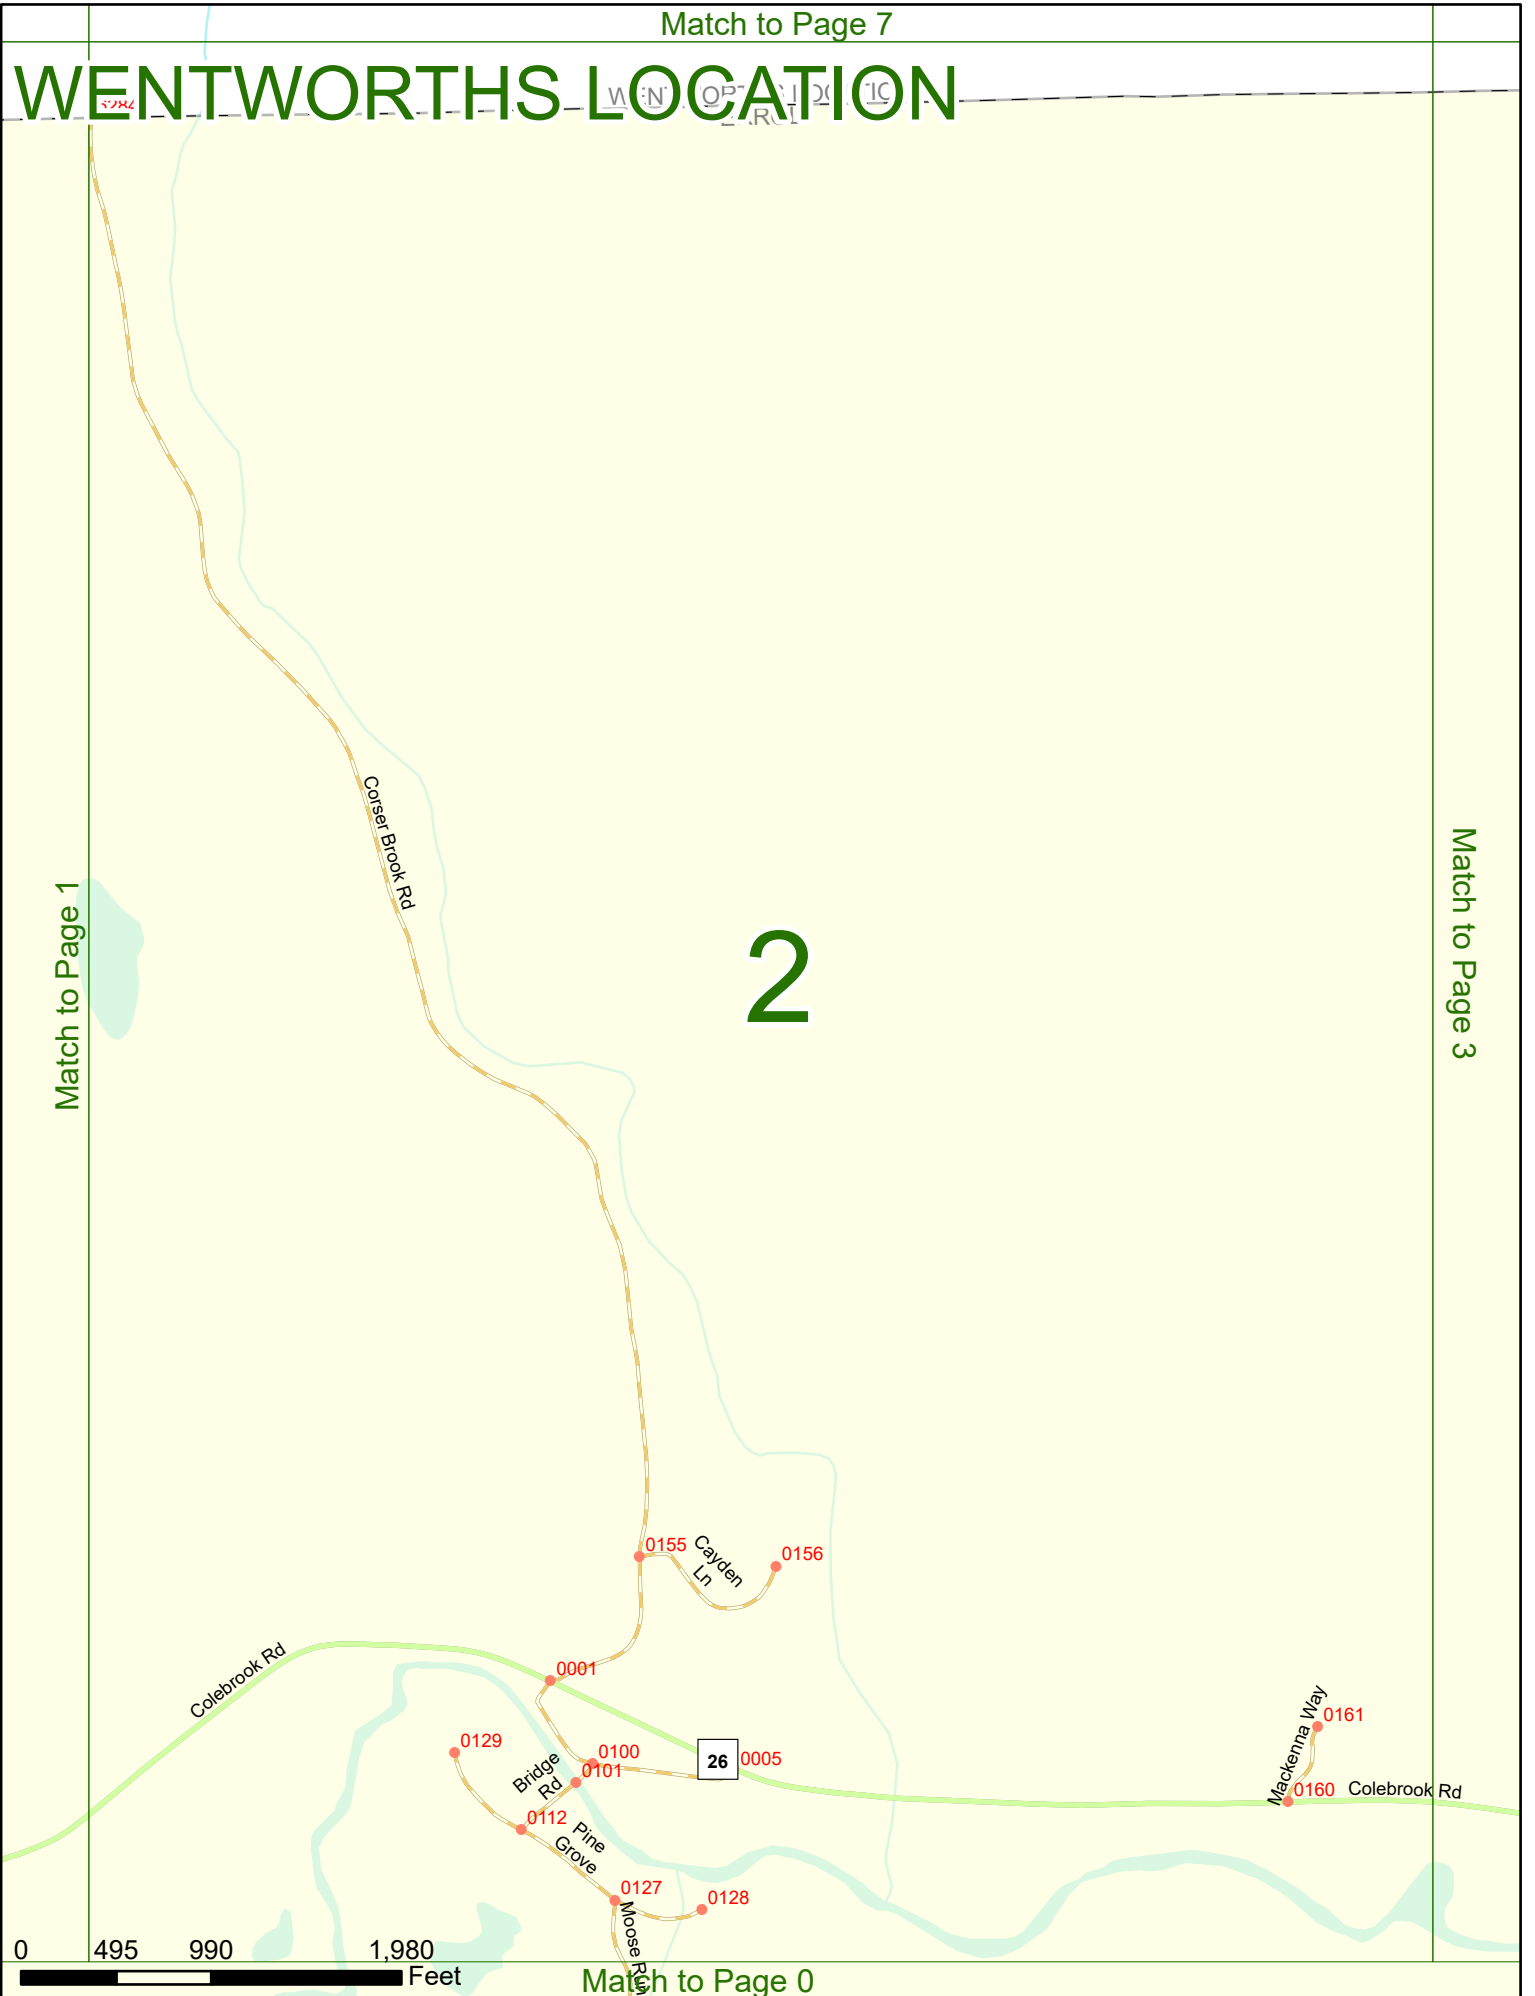 Match to Page 7
WENTWORTHS LOCATION
Corser Brook Rd
Match to Page 1
2
Match to Page 3
0155
Cayden
Ln
0156
Colebrook Rd
0001
Mackenna Way
0161
0129
Bridge
Rd
0100
0101
26
0005
0160
Colebrook Rd
0112
Pine
Grove
0127
0128
Moose Run
0 495 990 1,980
Feet
Match to Page 0